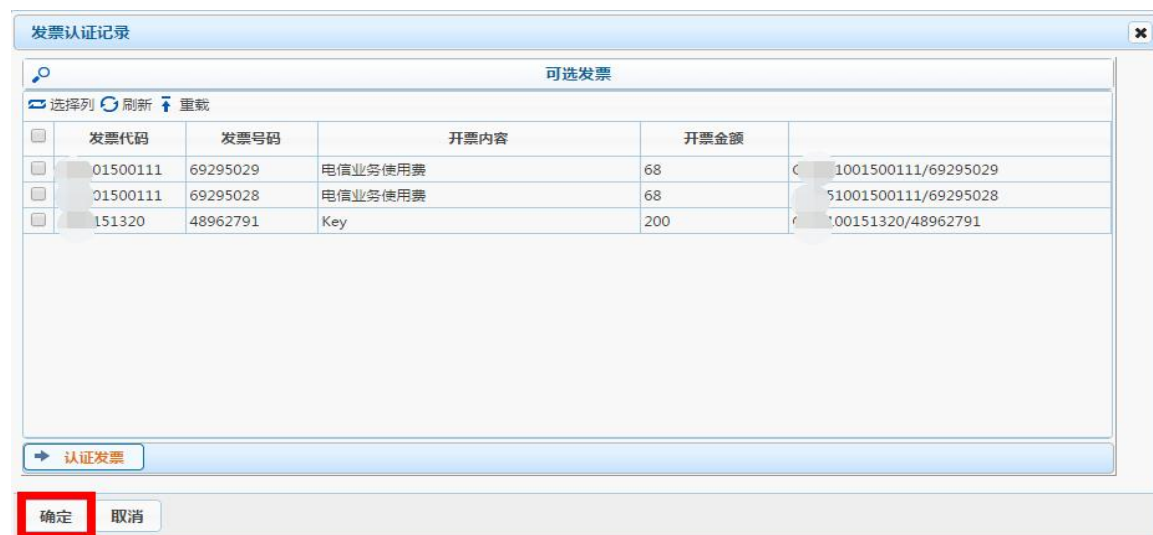 发票认证记录
可选发票
选择列 刷新 重载
发票代码 发票号码 开票内容 开票金额
01500111 69295029 电信业务使用费 68 1001500111/69295029
01500111 69295028 电信业务使用费 68 51001500111/69295028
151320 48962791 Key 200 00151320/48962791
认证发票
确定 取消